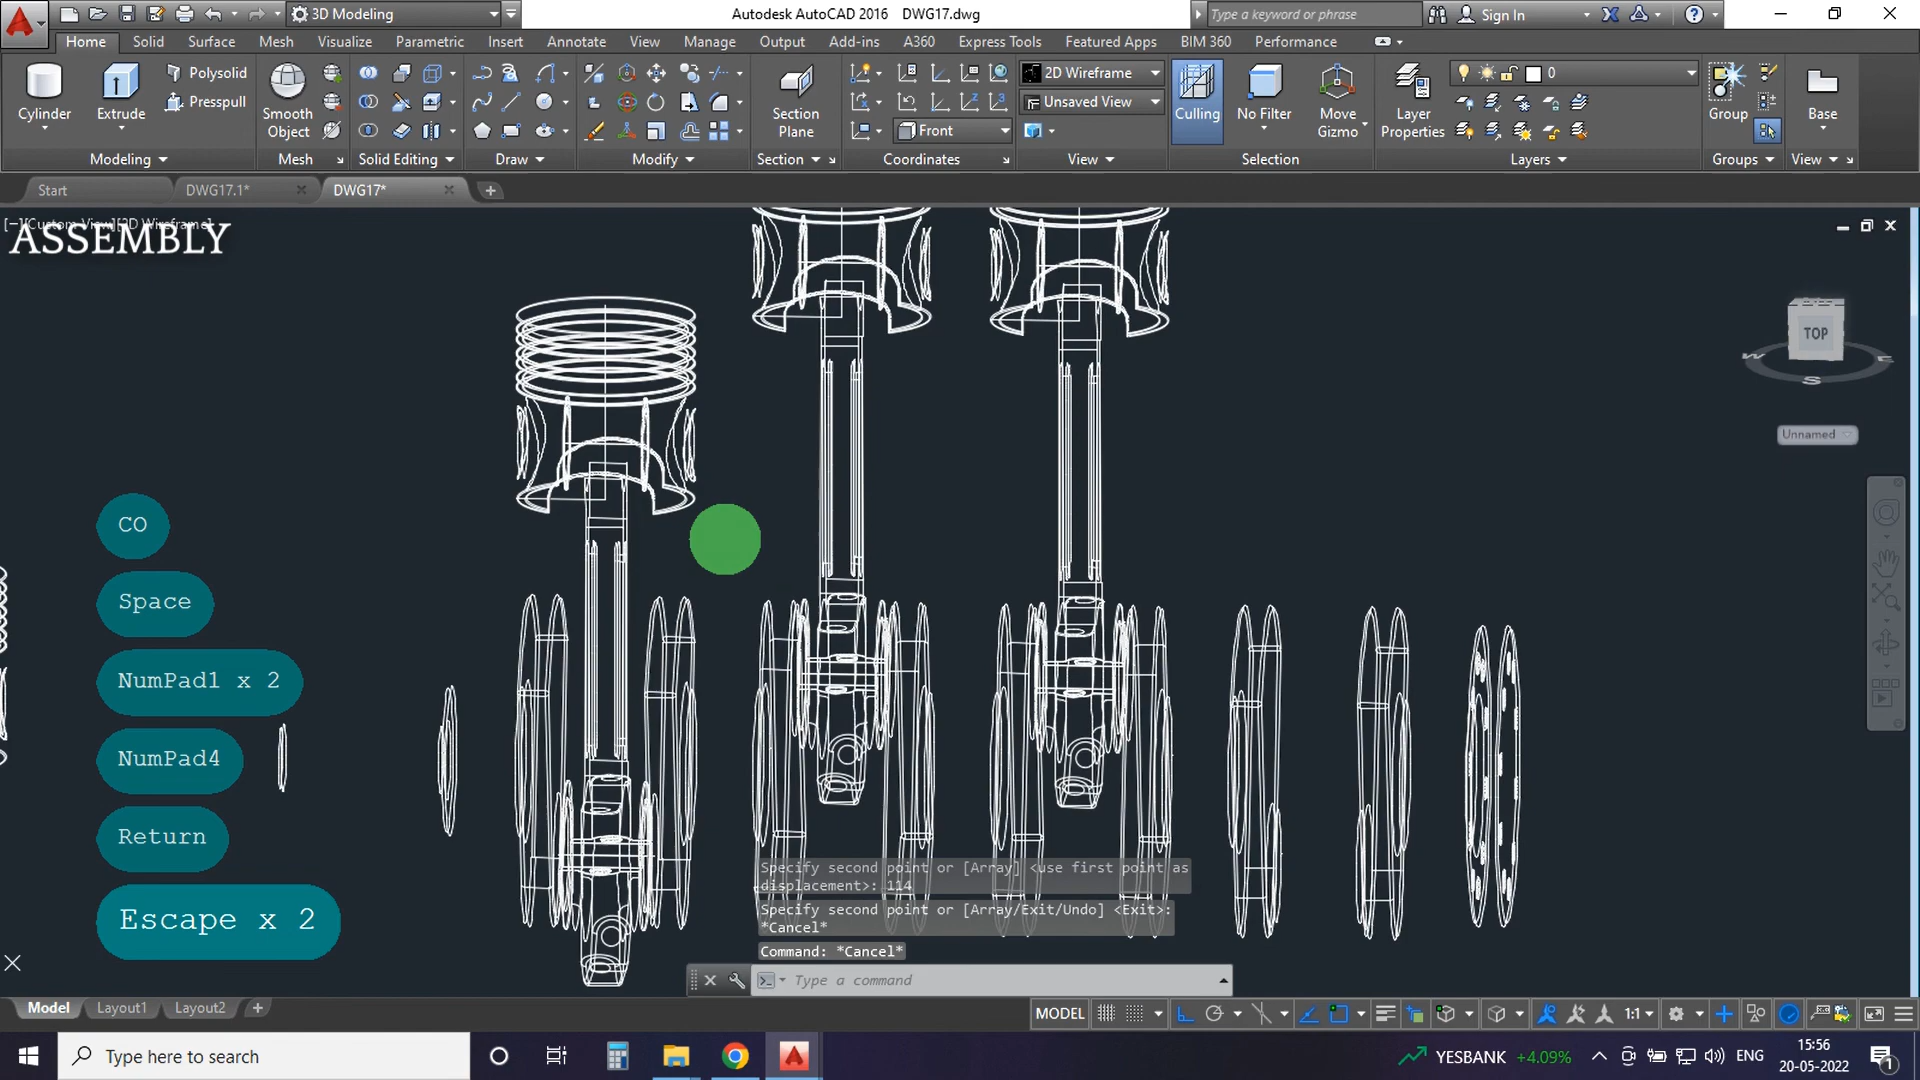 3D Modeling
Autodesk AutoCAD 2016 DWG17.dwg
Type a keyword or phrase
Sign In
Home Solid Surface Mesh Visualize Parametric Insert Annotate View Manage Output Add-ins A360 Express Tools Featured Apps BIM 360 Performance
Cylinder
Extrude
Polysolid
Presspull
Smooth
Object
Section
Plane
2D Wireframe
Unsaved View
Front
Culling
No Filter
Move
Gizmo
Layer
Properties
0
Group
Base
Modeling
Mesh
Solid Editing
Draw
Modify
Section
Coordinates
View
Selection
Layers
Groups
View
Start
DWG17.1*
DWG17*
[−][Custom View][2D Wireframe]
ASSEMBLY
TOP
W
S
E
Unnamed
CO
Space
NumPad1 x 2
NumPad4
Return
Escape x 2
Specify second point or [Array] <use first point as
displacement>: 114
Specify second point or [Array/Exit/Undo] <Exit>:
*Cancel*
Command: *Cancel*
Type a command
Model
Layout1
Layout2
MODEL
1:1
Type here to search
YESBANK +4.09%
ENG
15:56
20-05-2022
1